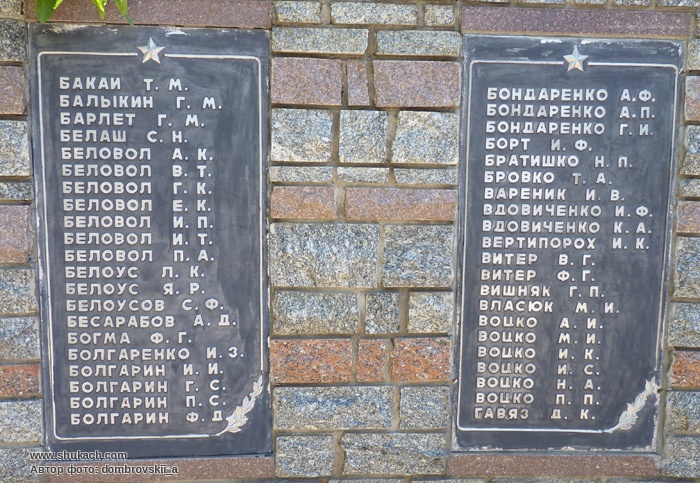 БАКАИ Т. М.
БАЛЫКИН Г. М.
БАРЛЕТ Г. М.
БЕЛАШ С. Н.
БЕЛОВОЛ А. К.
БЕЛОВОЛ В. Т.
БЕЛОВОЛ Г. К.
БЕЛОВОЛ Е. К.
БЕЛОВОЛ И. П.
БЕЛОВОЛ И. Т.
БЕЛОВОЛ П. А.
БЕЛОУС Л. К.
БЕЛОУС Я. Р.
БЕЛОУСОВ С. Ф.
БЕСАРАБОВ А. Д.
БОГМА Ф. Г.
БОЛГАРЕНКО И. З.
БОЛГАРИН И. И.
БОЛГАРИН Г. С.
БОЛГАРИН П. С.
БОЛГАРИН Ф. Д
БОНДАРЕНКО А. Ф.
БОНДАРЕНКО А. П.
БОНДАРЕНКО Г. И.
БОРТ И. Ф.
БРАТИШКО Н. П.
БРОВКО Т. А.
ВАРЕНИК И. В.
ВДОВИЧЕНКО И. Ф.
ВДОВИЧЕНКО К. А.
ВЕРТИПОРОХ И. К.
ВИТЕР В. Г.
ВИТЕР Ф. Г.
ВИШНЯК Г. П.
ВЛАСЮК М. И.
ВОЦКО А. И.
ВОЦКО М. И.
ВОЦКО И. К.
ВОЦКО И. С.
ВОЦКО Н. А.
ВОЦКО П. П.
ГАВЯЗ Д. К.
www.shukach.com
Автор фото: dombrovskii_a